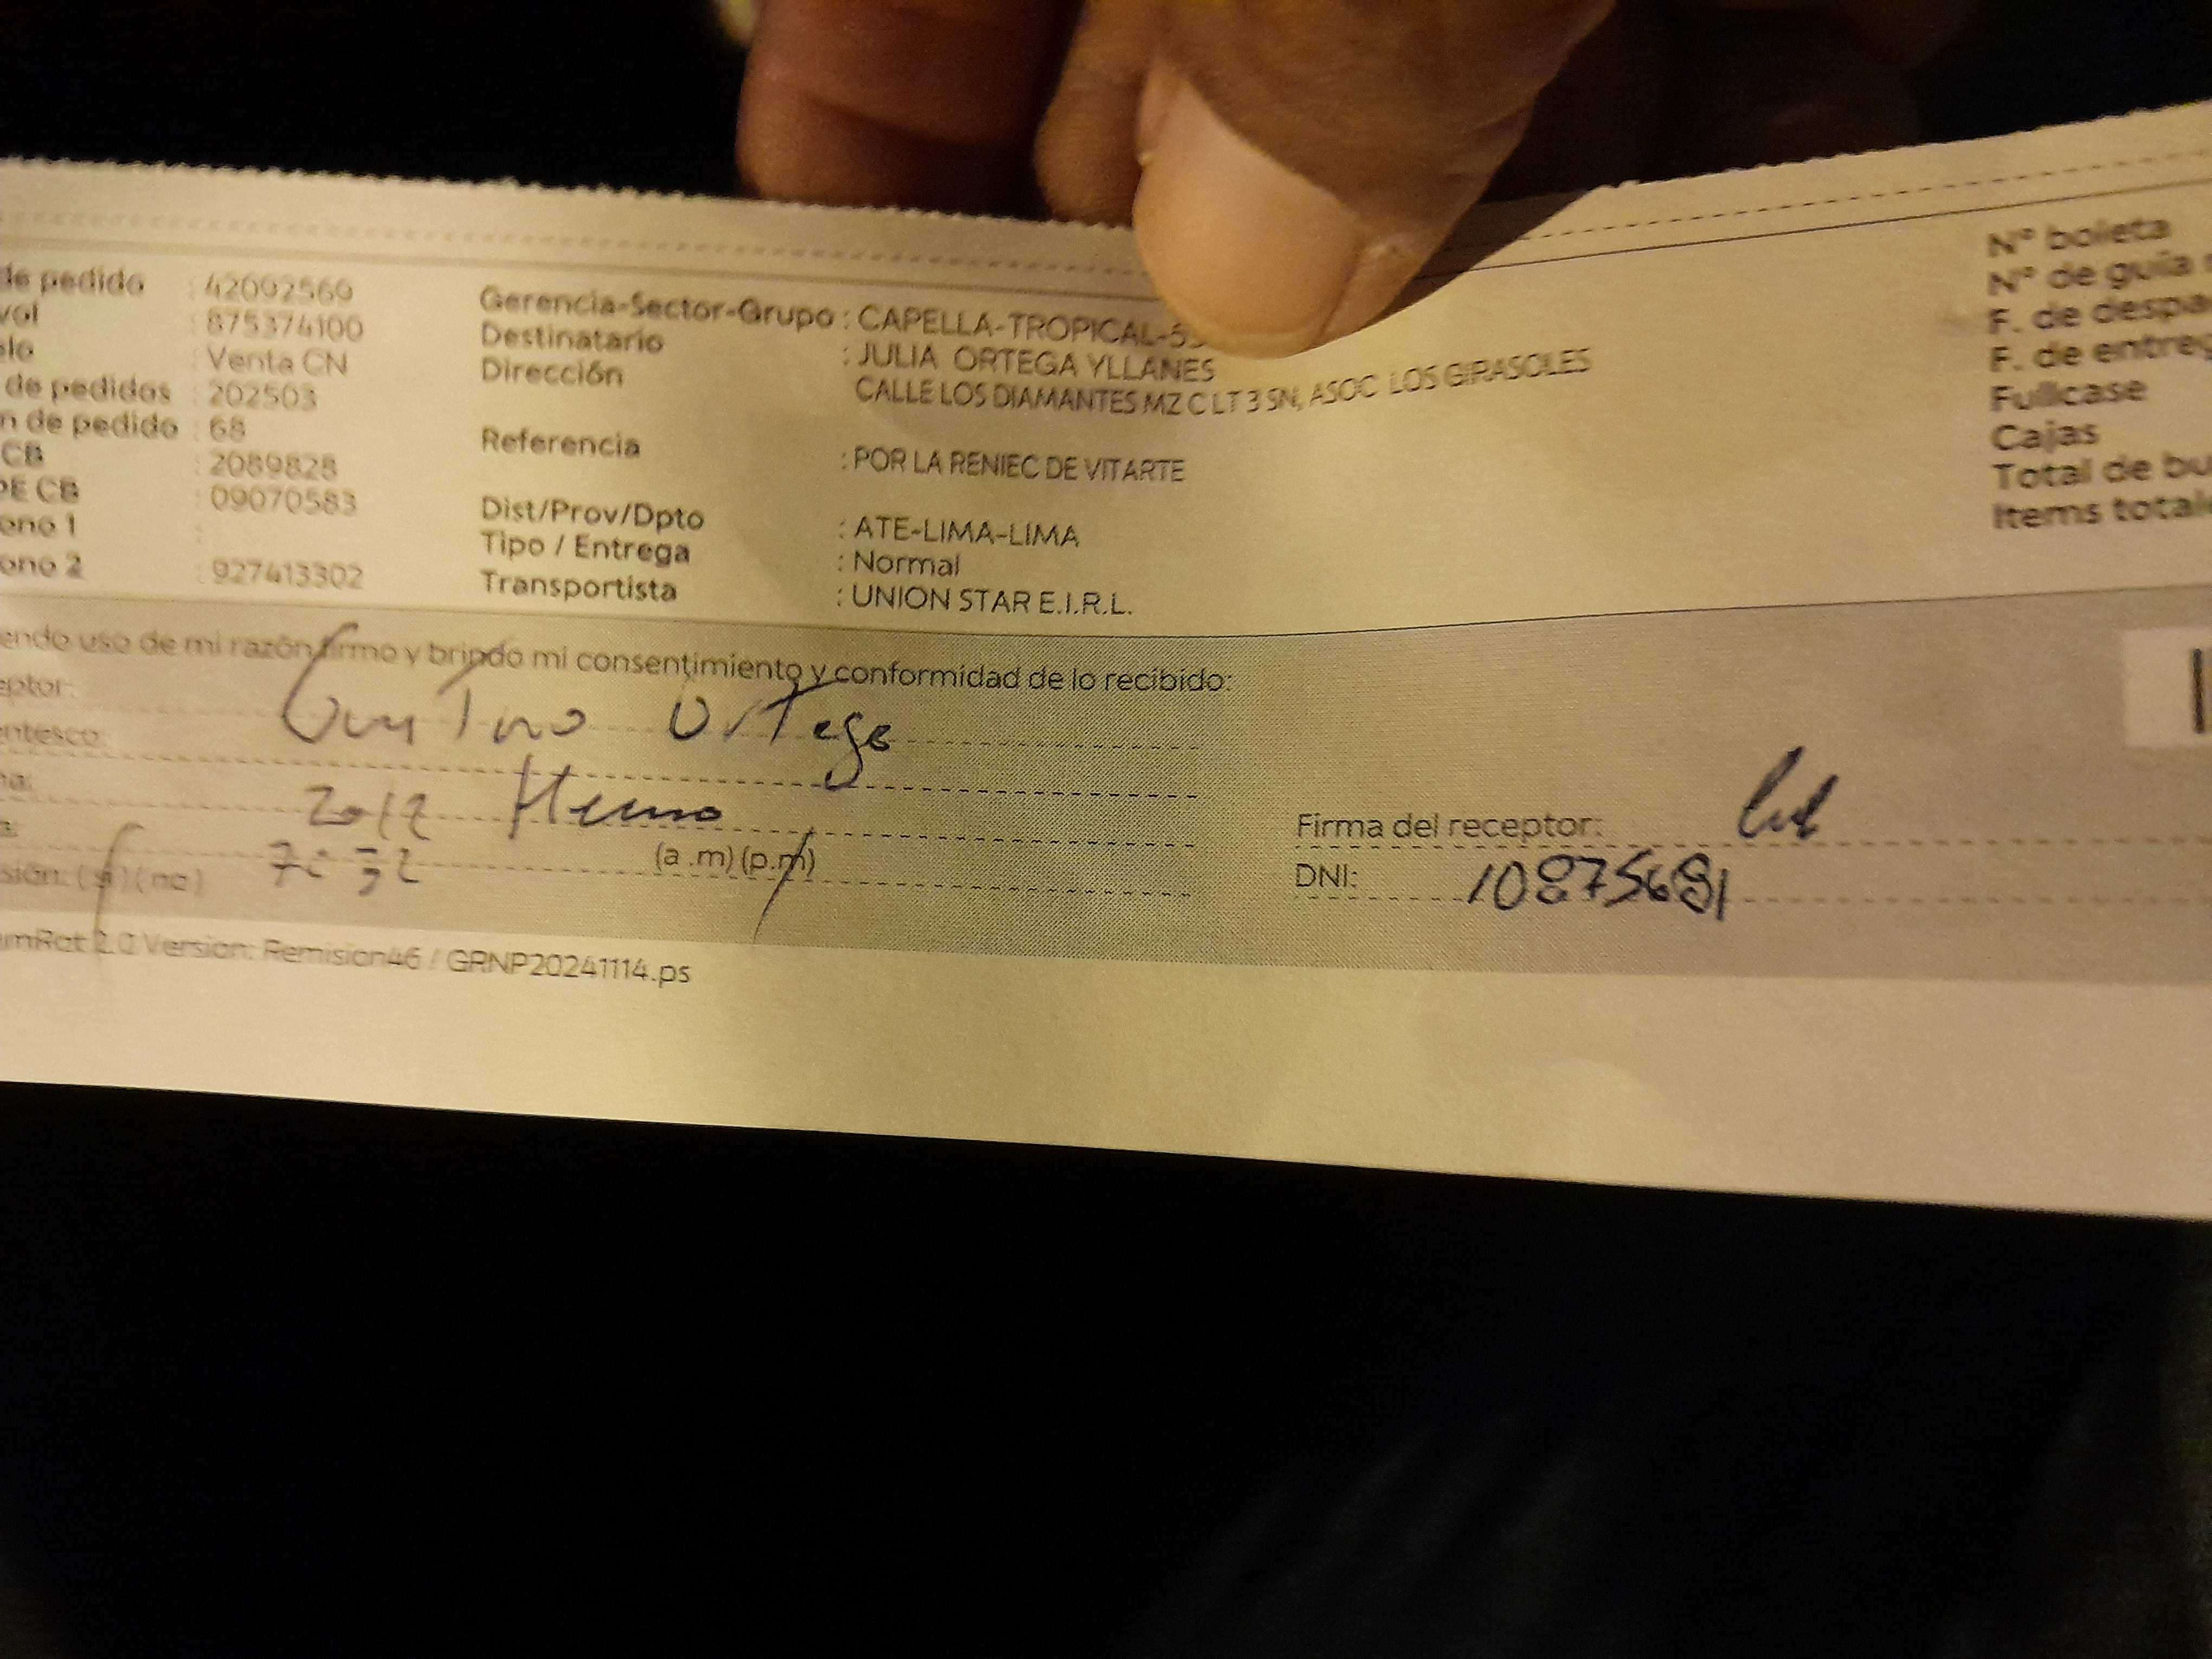 de pedido : 42092569
: 875374100
: Venta CN
de pedidos : 202503
n de pedido : 68
CB : 2089828
DE CB : 09070583
ono 1 :
ono 2 : 927413302
Gerencia-Sector-Grupo : CAPELLA-TROPICAL-5
Destinatario : JULIA ORTEGA YLLANES
Dirección CALLE LOS DIAMANTES MZ C LT 3 SN, ASOC LOS GIRASOLES
Referencia : POR LA RENIEC DE VITARTE
Dist/Prov/Dpto : ATE-LIMA-LIMA
Tipo / Entrega : Normal
Transportista : UNION STAR E.I.R.L.
N° boleta
N° de guía
F. de despa
F. de entreg
Fullcase
Cajas
Total de bu
Items total
endo uso de mi razón firmo y brindo mi consentimiento y conformidad de lo recibido:
eptor: Ortega
entesco:
(a.m) (p.m)
sión: (si) (no)
Firma del receptor:
DNI: 10875681
2.0 Version: Remision46 / GRNP20241114.ps